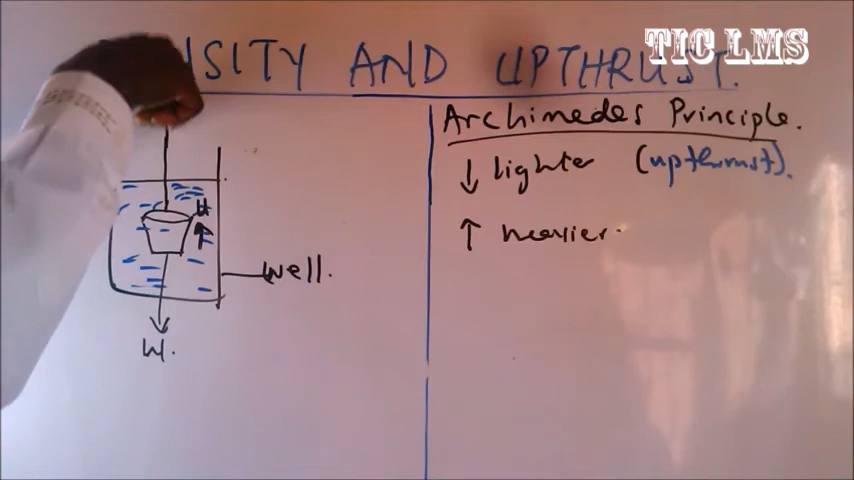 TIC LMS
SITY AND UPTHRUST.
Archimedes Principle.
↓ lighter (upthrust).
↑ heavier.
U
well.
W.